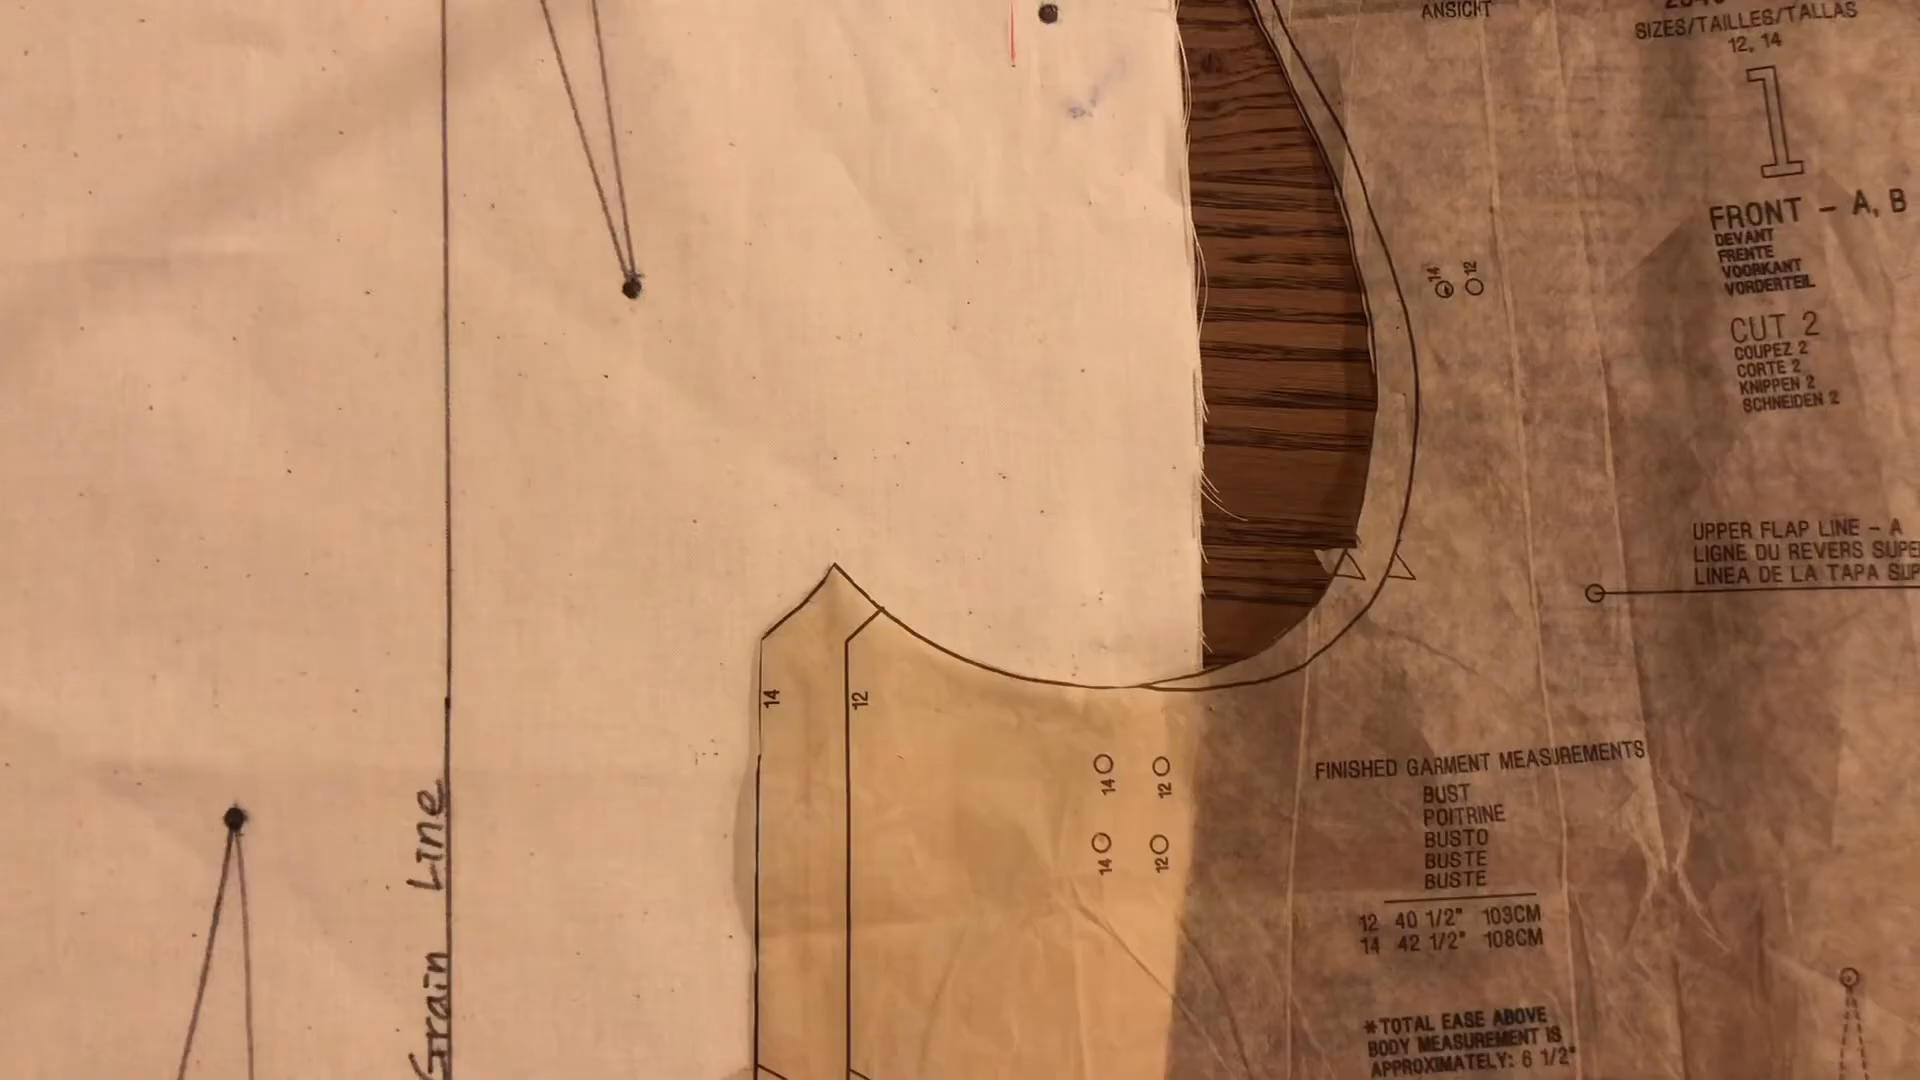 ANSICHT
SIZES/TAILLES/TALLAS
12, 14
1
FRONT - A, B
DEVANT
FRENTE
VOORKANT
VORDERTEIL
CUT 2
COUPEZ 2
CORTE 2
KNIPPEN 2
SCHNEIDEN 2
14
12
UPPER FLAP LINE - A
LIGNE DU REVERS SUPE
LINEA DE LA TAPA SUP
14
12
14
12
14
12
FINISHED GARMENT MEASUREMENTS
BUST
POITRINE
BUSTO
BUSTE
BUSTE
12 40 1/2" 103CM
14 42 1/2" 108CM
*TOTAL EASE ABOVE
BODY MEASUREMENT IS
APPROXIMATELY: 6 1/2"
Grain Line